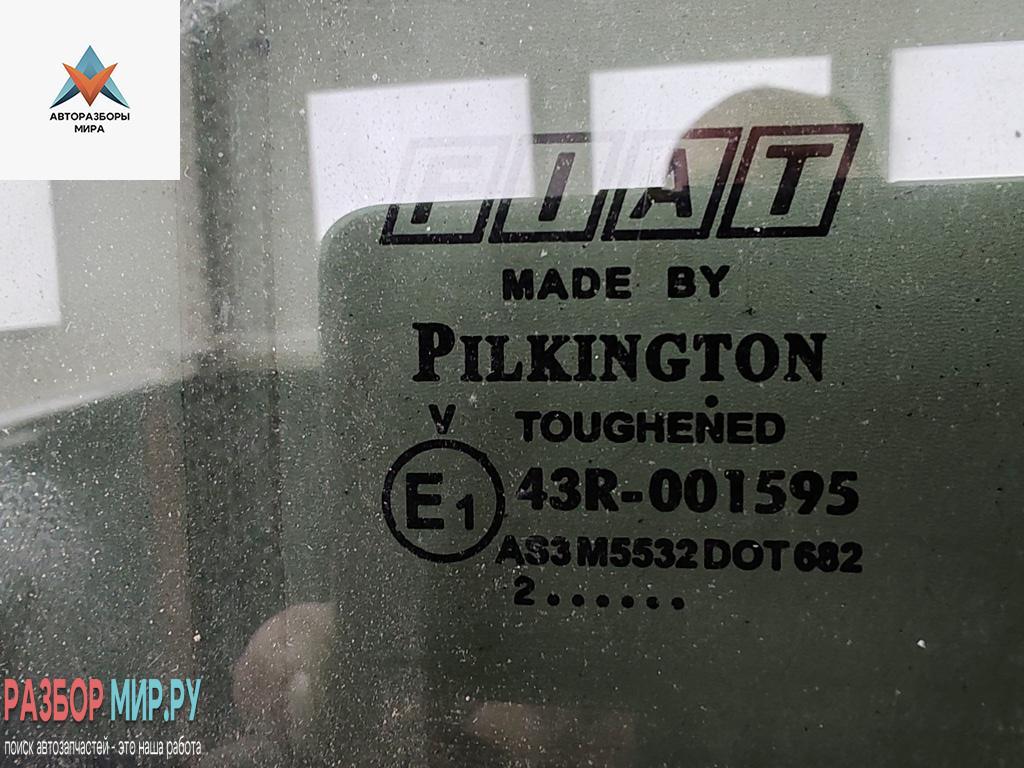 АВТОРАЗБОРЫ
МИРА
FIAT
MADE BY
PILKINGTON
V TOUGHENED
E1 43R-001595
AS3 M5532 DOT 682
2......
РАЗБОР МИР.РУ
поиск автозапчастей - это наша работа